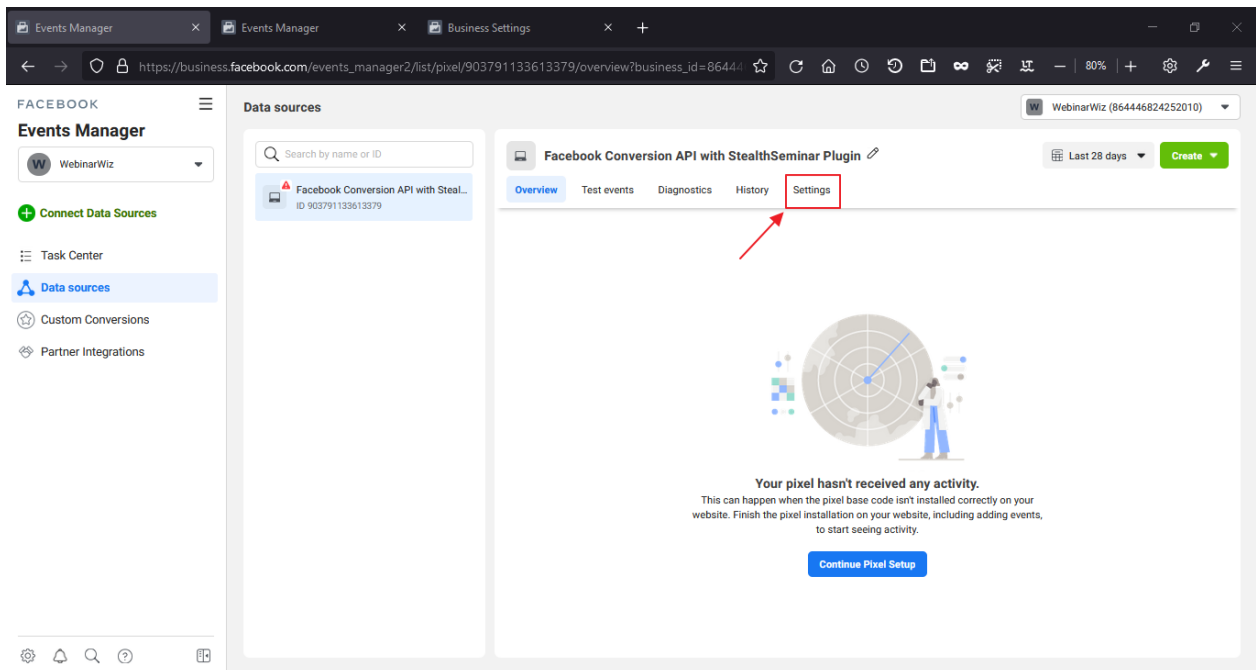 Events Manager
Events Manager
Business Settings
https://business.facebook.com/events_manager2/list/pixel/903791133613379/overview?business_id=86444
80%
FACEBOOK
Events Manager
W WebinarWiz
Connect Data Sources
Task Center
Data sources
Custom Conversions
Partner Integrations
Data sources
W WebinarWiz (864446824252010)
Search by name or ID
Facebook Conversion API with Steal...
ID 903791133613379
Facebook Conversion API with StealthSeminar Plugin
Last 28 days
Create
Overview Test events Diagnostics History Settings
Your pixel hasn't received any activity.
This can happen when the pixel base code isn't installed correctly on your
website. Finish the pixel installation on your website, including adding events,
to start seeing activity.
Continue Pixel Setup